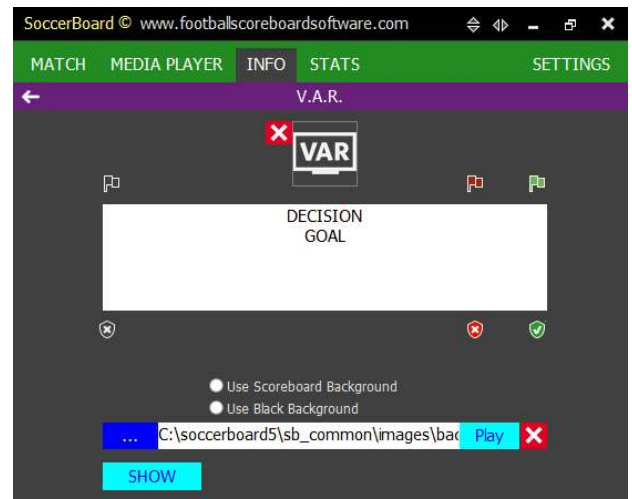 SoccerBoard © www.footballscoreboardsoftware.com
MATCH MEDIA PLAYER INFO STATS SETTINGS
V.A.R.
VAR
DECISION
GOAL
Use Scoreboard Background
Use Black Background
... C:\soccerboard5\sb_common\images\bac Play
SHOW